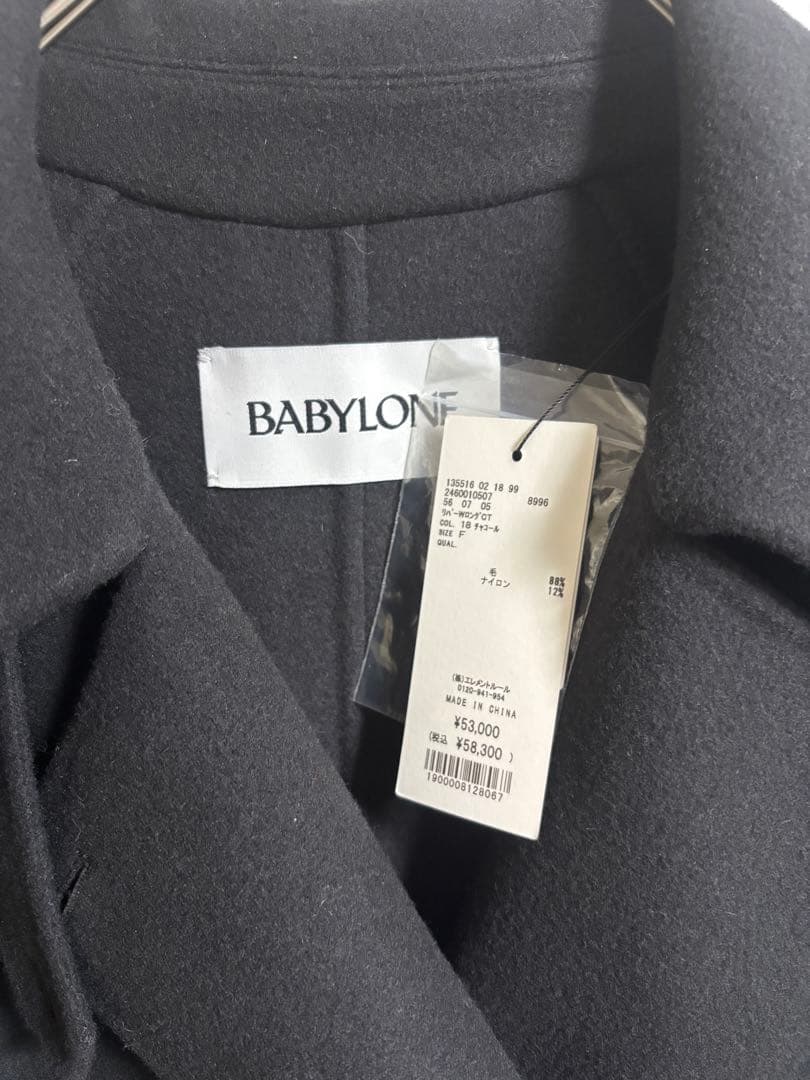 BABYLONE
135516 02 18 99
2460010507 8996
56 07 05
リバーWロングCT
COL. 18 チャコール
SIZE F
QUAL.
毛 88%
ナイロン 12%
(株)エレメントルール
0120-941-954
MADE IN CHINA
¥53,000
(税込 ¥58,300 )
1900008128067